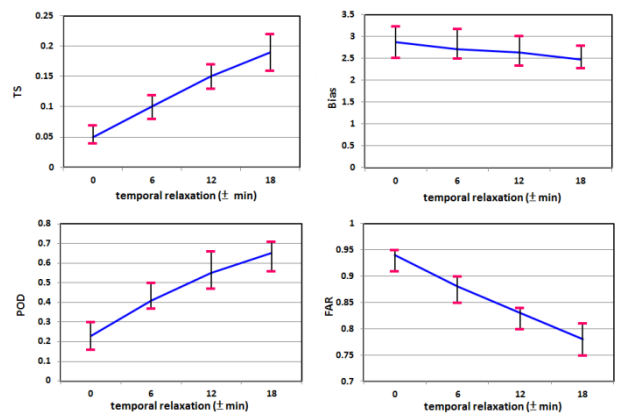 0.25
0.2
0.15
0.1
0.05
0
TS
0 6 12 18
temporal relaxation (± min)
3.5
3
2.5
2
1.5
1
0.5
0
Bias
0 6 12 18
temporal relaxation (±min)
0.8
0.7
0.6
0.5
0.4
0.3
0.2
0.1
0
POD
0 6 12 18
temporal relaxation (± min)
1
0.95
0.9
0.85
0.8
0.75
0.7
FAR
0 6 12 18
temporal relaxation (±min)